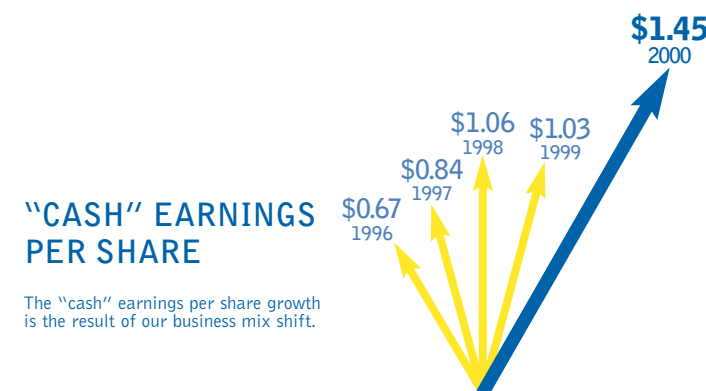 $1.45
2000
$1.06
1998
$1.03
1999
$0.84
1997
$0.67
1996
“CASH” EARNINGS
PER SHARE
The “cash” earnings per share growth
is the result of our business mix shift.